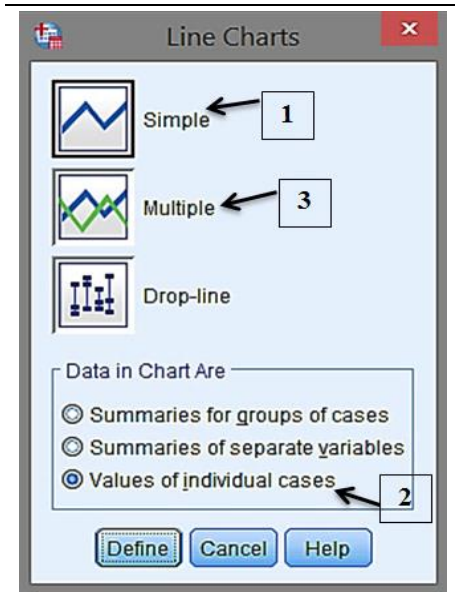 Line Charts
Simple
1
Multiple
3
Drop-line
Data in Chart Are
Summaries for groups of cases
Summaries of separate variables
Values of individual cases
2
Define Cancel Help